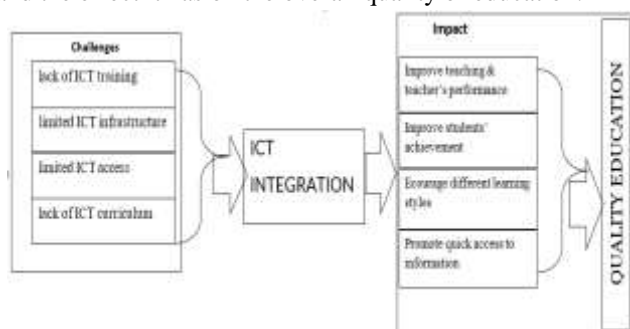 Challenges
lack of ICT training
limited ICT infrastructure
limited ICT access
lack of ICT curriculum
ICT
INTEGRATION
Impact
Improve teaching &
teacher's performance
Improve students'
achievement
Ecourage different learning
styles
Promote quick access to
information
QUALITY EDUCATION